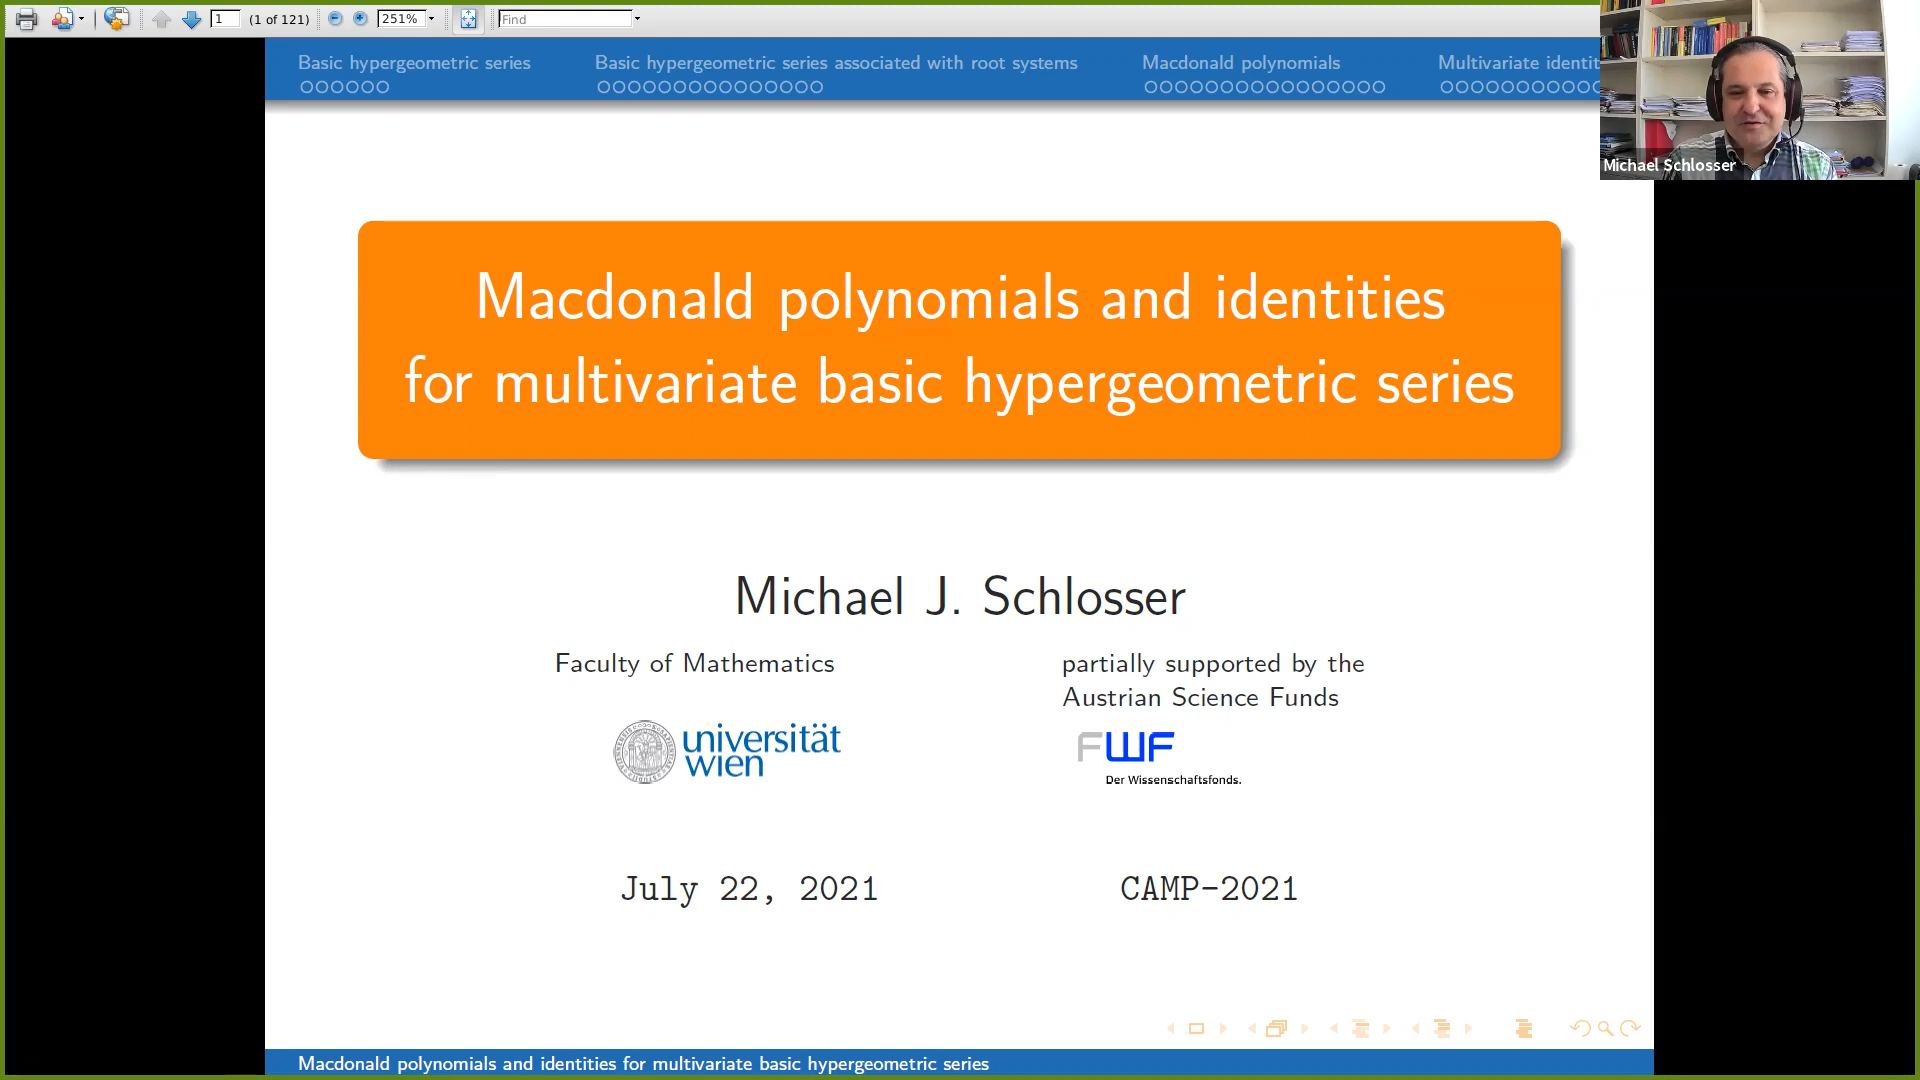 1 (1 of 121) 251% Find
Basic hypergeometric series Basic hypergeometric series associated with root systems Macdonald polynomials Multivariate identit
Michael Schlosser
Macdonald polynomials and identities
for multivariate basic hypergeometric series
Michael J. Schlosser
Faculty of Mathematics
partially supported by the
Austrian Science Funds
universität
wien
FWF
Der Wissenschaftsfonds.
July 22, 2021 CAMP-2021
Macdonald polynomials and identities for multivariate basic hypergeometric series